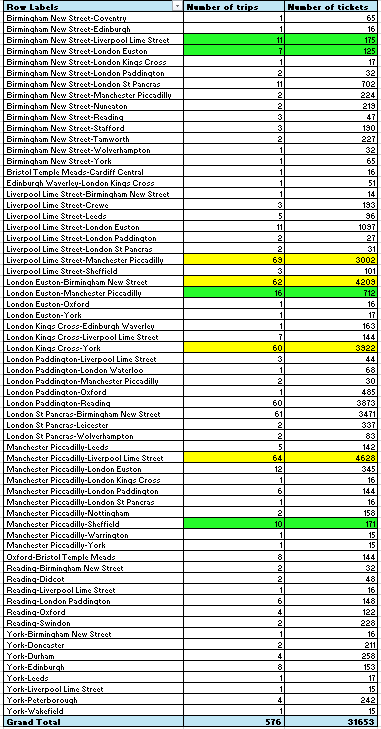 Row Labels Number of trips Number of tickets
Birmingham New Street-Coventry 1 65
Birmingham New Street-Edinburgh 1 16
Birmingham New Street-Liverpool Lime Street 11 175
Birmingham New Street-London Euston 7 125
Birmingham New Street-London Kings Cross 1 17
Birmingham New Street-London Paddington 2 32
Birmingham New Street-London St Pancras 11 702
Birmingham New Street-Manchester Piccadilly 2 224
Birmingham New Street-Nuneaton 2 219
Birmingham New Street-Reading 3 47
Birmingham New Street-Stafford 3 190
Birmingham New Street-Tamworth 2 227
Birmingham New Street-Wolverhampton 1 32
Birmingham New Street-York 1 65
Bristol Temple Meads-Cardiff Central 1 16
Edinburgh Waverley-London Kings Cross 1 51
Liverpool Lime Street-Birmingham New Street 1 14
Liverpool Lime Street-Crewe 3 193
Liverpool Lime Street-Leeds 5 96
Liverpool Lime Street-London Euston 11 1097
Liverpool Lime Street-London Paddington 2 27
Liverpool Lime Street-London St Pancras 2 31
Liverpool Lime Street-Manchester Piccadilly 69 3002
Liverpool Lime Street-Sheffield 3 101
London Euston-Birmingham New Street 62 4209
London Euston-Manchester Piccadilly 16 712
London Euston-Oxford 1 16
London Euston-York 1 17
London Kings Cross-Edinburgh Waverley 1 163
London Kings Cross-Liverpool Lime Street 7 144
London Kings Cross-York 60 3922
London Paddington-Liverpool Lime Street 3 44
London Paddington-London Waterloo 1 68
London Paddington-Manchester Piccadilly 2 30
London Paddington-Oxford 1 485
London Paddington-Reading 60 3873
London St Pancras-Birmingham New Street 61 3471
London St Pancras-Leicester 2 337
London St Pancras-Wolverhampton 2 83
Manchester Piccadilly-Leeds 5 142
Manchester Piccadilly-Liverpool Lime Street 64 4628
Manchester Piccadilly-London Euston 12 345
Manchester Piccadilly-London Kings Cross 1 16
Manchester Piccadilly-London Paddington 6 144
Manchester Piccadilly-London St Pancras 1 16
Manchester Piccadilly-Nottingham 2 158
Manchester Piccadilly-Sheffield 10 171
Manchester Piccadilly-Warrington 1 15
Manchester Piccadilly-York 1 15
Oxford-Bristol Temple Meads 8 144
Reading-Birmingham New Street 2 32
Reading-Didcot 2 48
Reading-Liverpool Lime Street 1 16
Reading-London Paddington 6 148
Reading-Oxford 4 122
Reading-Swindon 2 228
York-Birmingham New Street 1 16
York-Doncaster 2 211
York-Durham 4 258
York-Edinburgh 8 153
York-Leeds 1 17
York-Liverpool Lime Street 1 15
York-Peterborough 4 242
York-Wakefield 1 15
Grand Total 576 31653